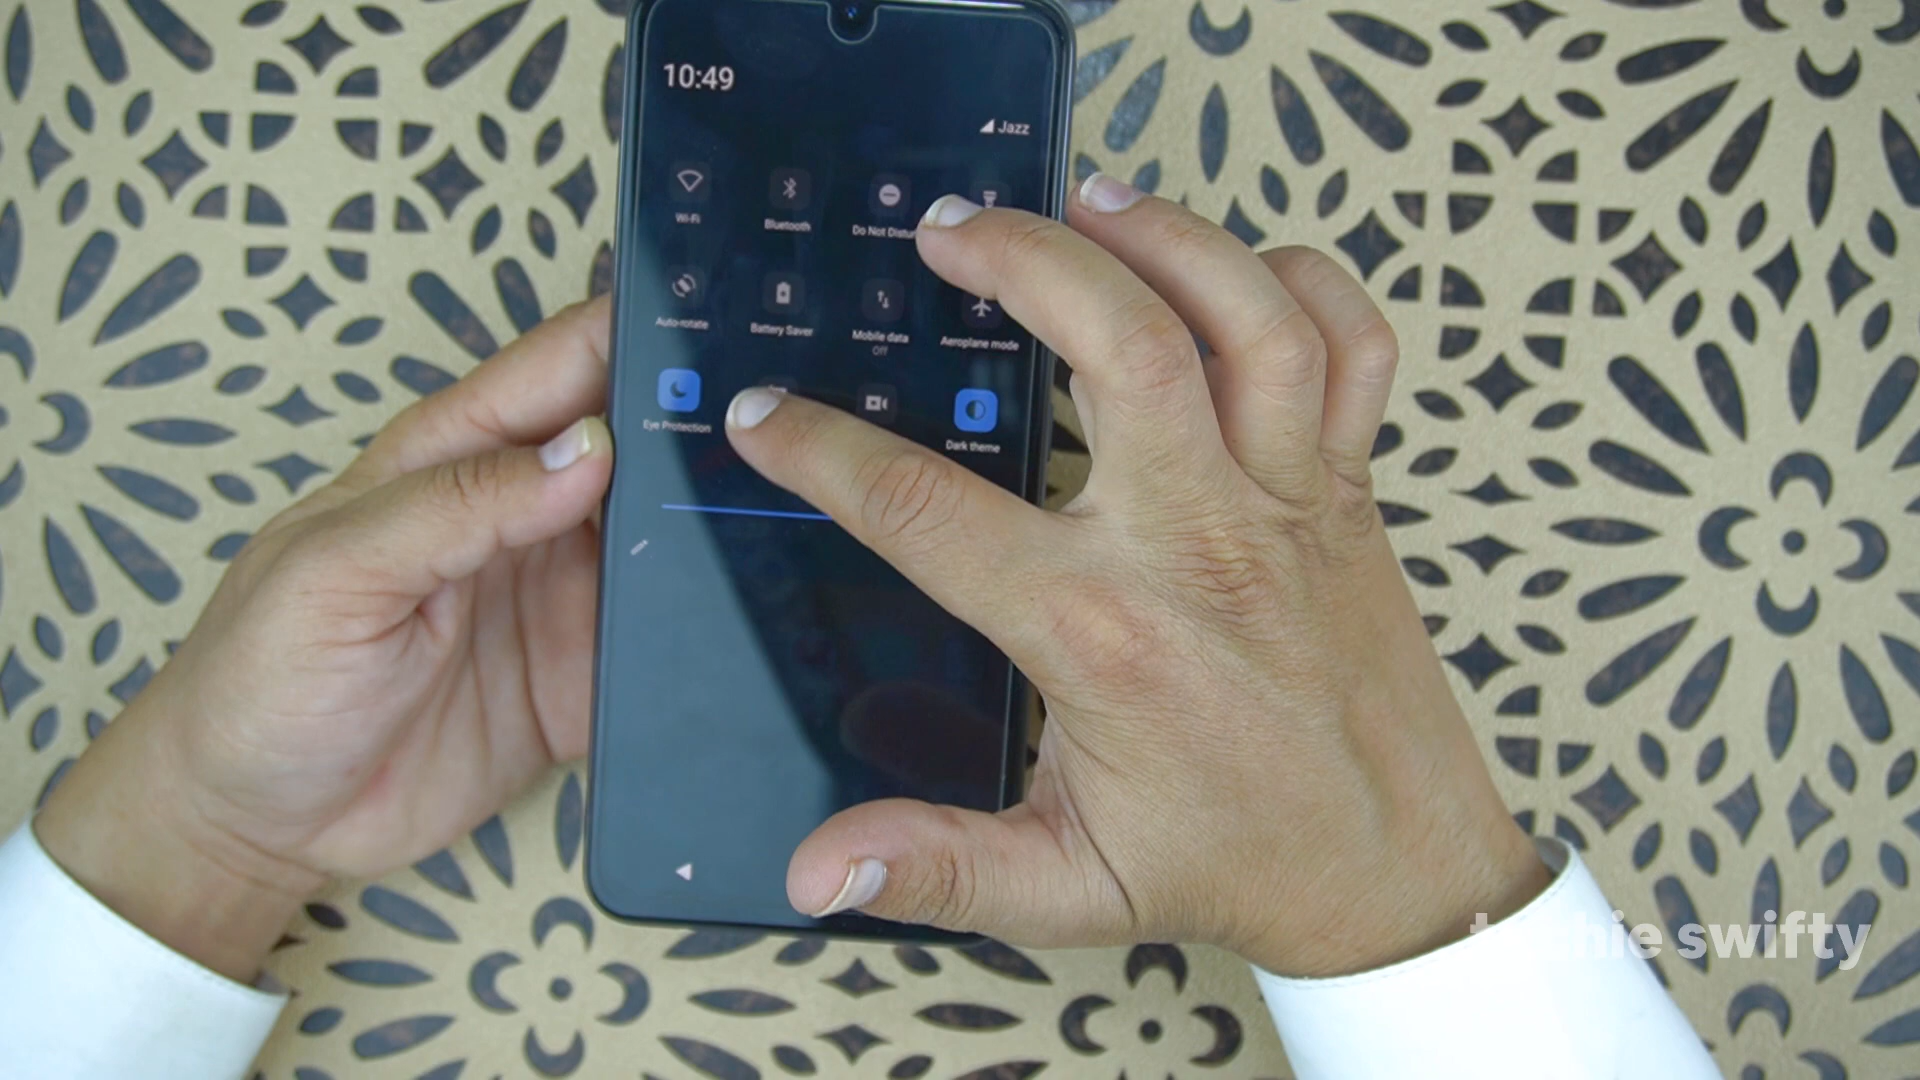 10:49
Jazz
Wi-Fi
Bluetooth
Do Not
Auto-rotate
Battery Saver
Mobile data
Off
Aeroplane mode
Eye Protection
Dark theme
swifty